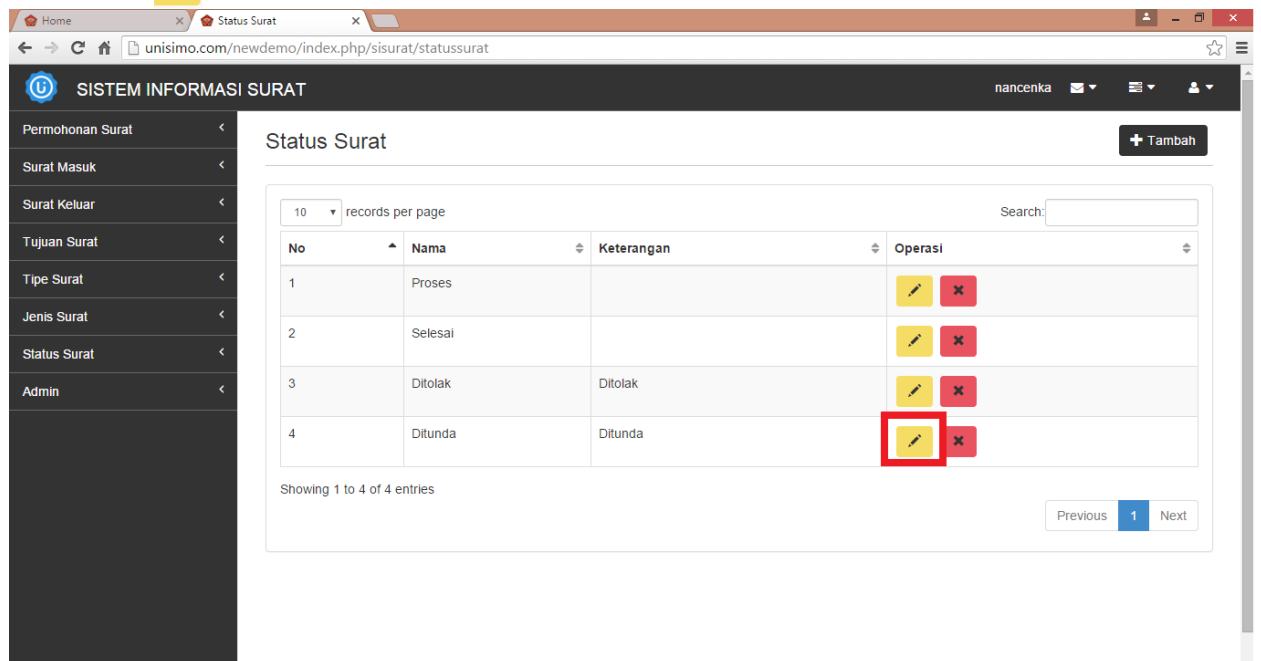 Home
Status Surat
unisimo.com/newdemo/index.php/sisurat/statussurat
SISTEM INFORMASI SURAT
nancenka
Permohonan Surat
Surat Masuk
Surat Keluar
Tujuan Surat
Tipe Surat
Jenis Surat
Status Surat
Admin
Status Surat
Tambah
10 records per page
Search:
No Nama Keterangan Operasi
1 Proses
2 Selesai
3 Ditolak Ditolak
4 Ditunda Ditunda
Showing 1 to 4 of 4 entries
Previous 1 Next